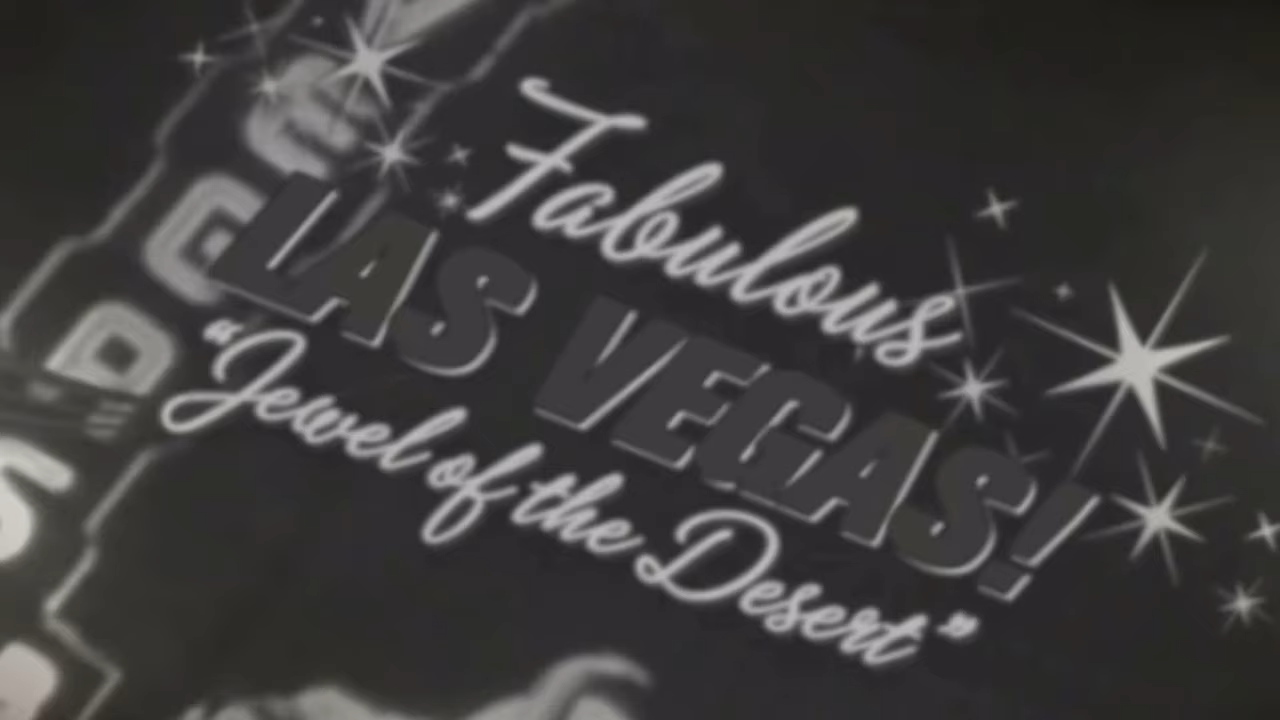 Fabulous
LAS VEGAS!
“Jewel of the Desert”